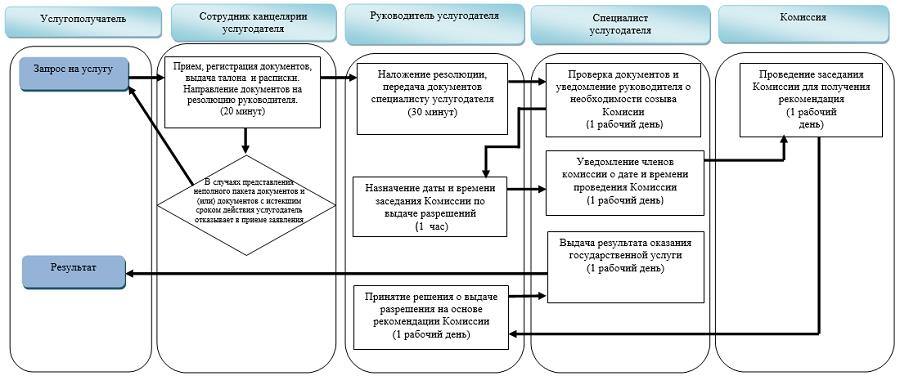 Услугополучатель
Сотрудник канцелярии
услугодателя
Руководитель услугодателя
Специалист
услугодателя
Комиссия
Запрос на услугу
Прием, регистрация документов,
выдача талона и расписки.
Направление документов на
резолюцию руководителя.
(20 минут)
Наложение резолюции,
передача документов
специалисту услугодателя
(30 минут)
Проверка документов и
уведомление руководителя о
необходимости созыва
Комисии
(1 рабочий день)
Проведение заседания
Комиссии для получения
рекомендации
(1 рабочий
день)
В случаях представления
неполного пакета документов и
(или) документов с истекшим
сроком действия услугодатель
отказывает в приеме заявления
Назначение даты и времени
заседания Комиссии по
выдаче разрешений
(1 час)
Уведомление членов
комиссии о дате и времени
проведения Комиссии
(1 рабочий день)
Выдача результата оказания
государственной услуги
(1 рабочий день)
Результат
Принятие решения о выдаче
разрешения на основе
рекомендации Комиссии
(1 рабочий день)